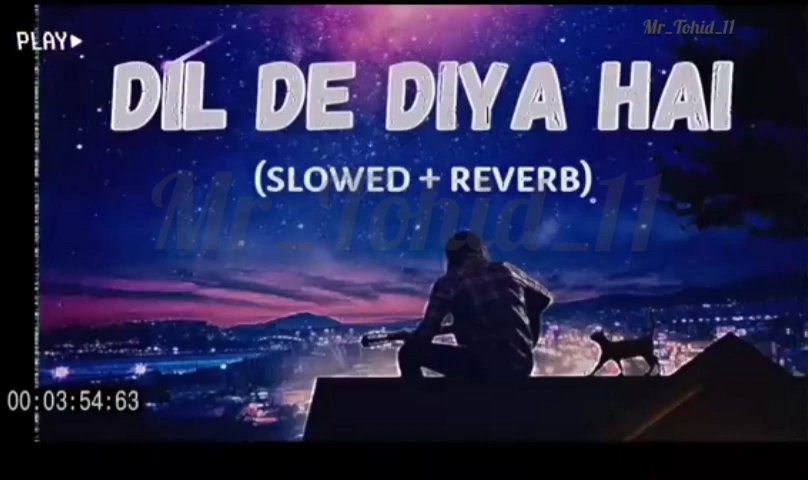 Mr_Tohid_11
PLAY▶
DIL DE DIYA HAI
(SLOWED + REVERB)
Mr_Tohid_11
00:03:54:63